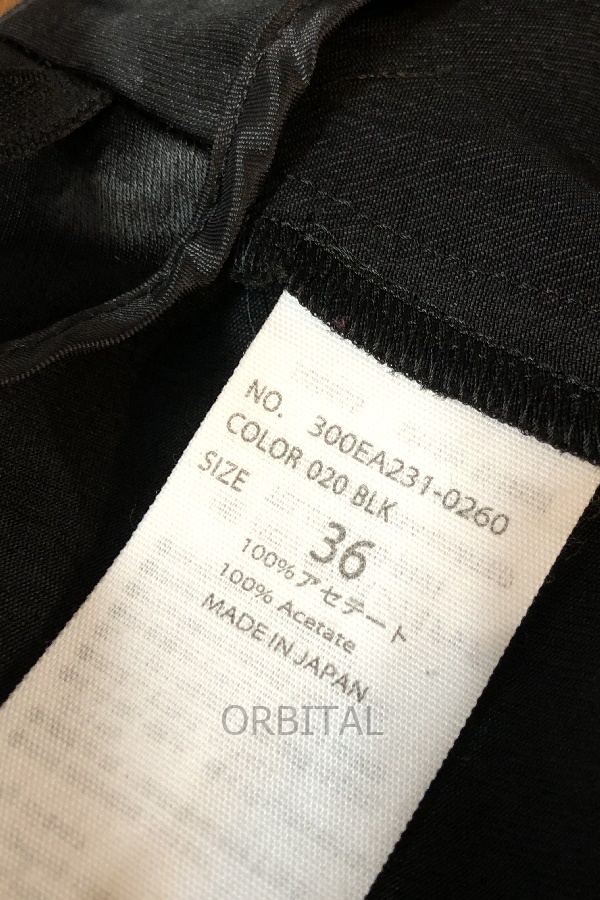 NO. 300EA231-0260
COLOR 020 BLK
SIZE 36
100%アセテート
100% Acetate
MADE IN JAPAN
ORBITAL